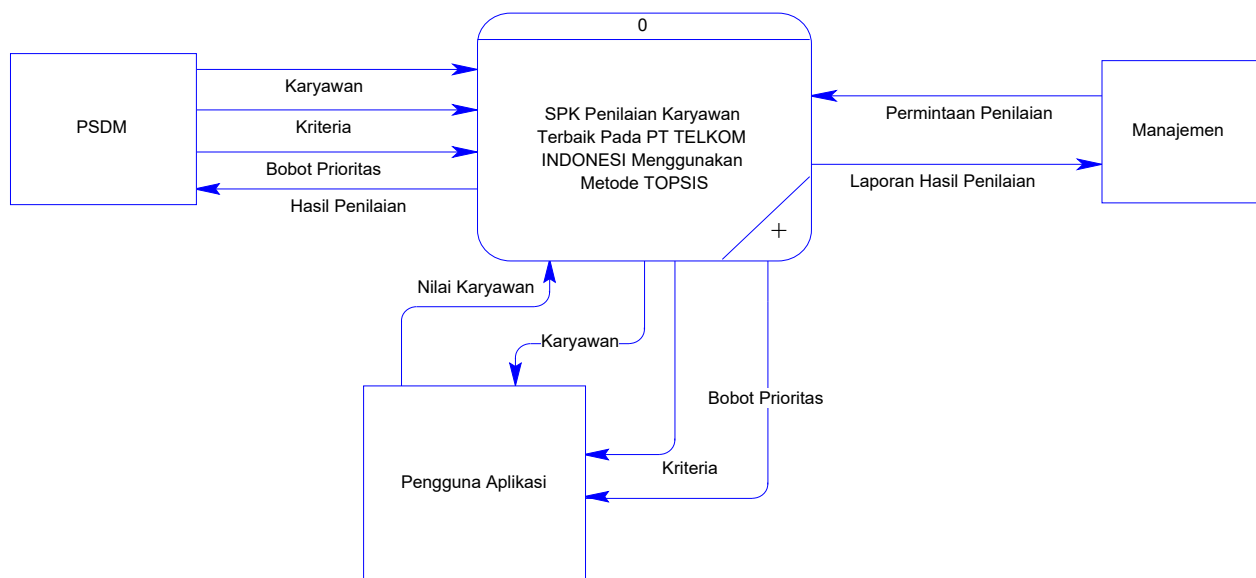 0
SPK Penilaian Karyawan
Terbaik Pada PT TELKOM
INDONESI Menggunakan
Metode TOPSIS
PSDM
Karyawan
Kriteria
Bobot Prioritas
Hasil Penilaian
Permintaan Penilaian
Laporan Hasil Penilaian
Manajemen
Nilai Karyawan
Karyawan
Bobot Prioritas
Kriteria
Pengguna Aplikasi